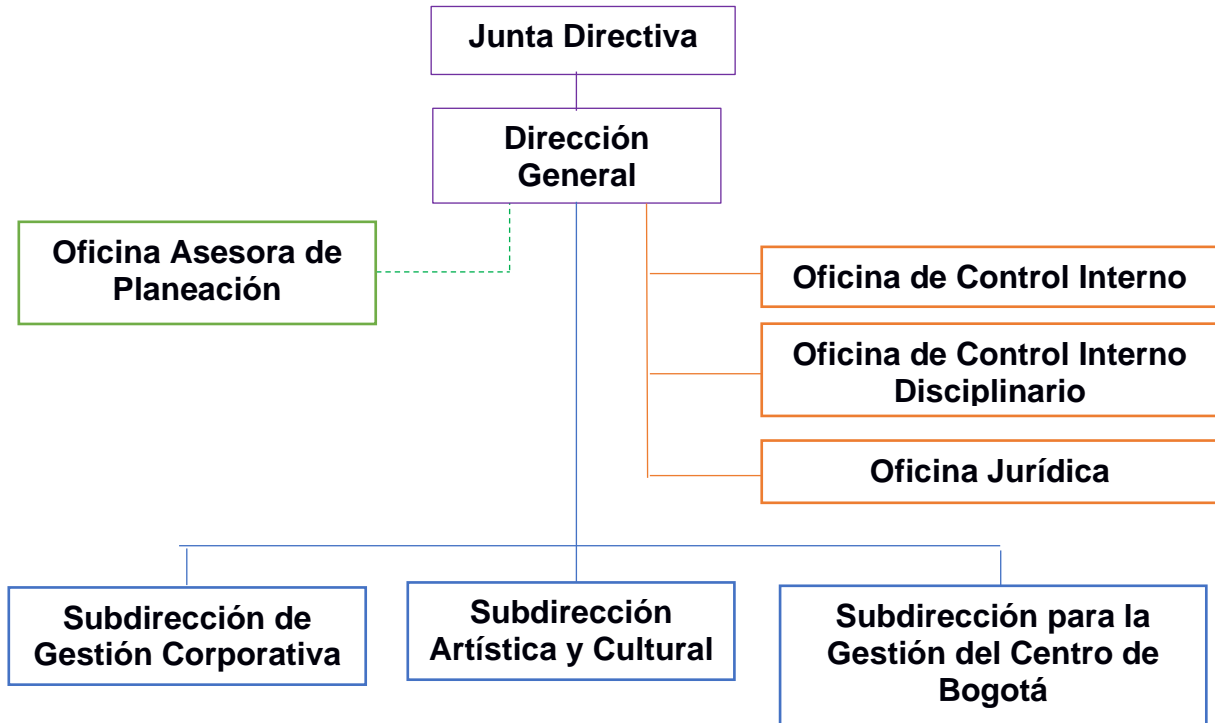 Junta Directiva
Dirección
General
Oficina Asesora de
Planeación
Oficina de Control Interno
Oficina de Control Interno
Disciplinario
Oficina Jurídica
Subdirección de
Gestión Corporativa
Subdirección
Artística y Cultural
Subdirección para la
Gestión del Centro de
Bogotá